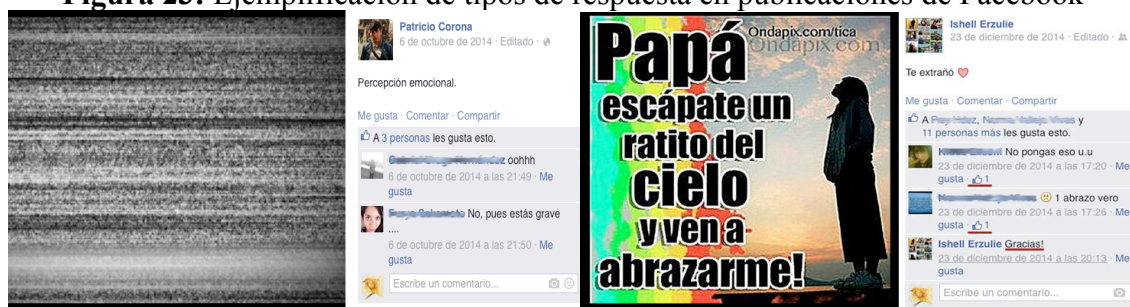 Figura 25: Ejemplificación de tipos de respuesta en publicaciones de Facebook
Patricio Corona
6 de octubre de 2014 · Editado ·
Percepción emocional.
Me gusta · Comentar · Compartir
A 3 personas les gusta esto.
oohhh
6 de octubre de 2014 a las 21:49 · Me
gusta
No, pues estás grave
....
6 de octubre de 2014 a las 21:50 · Me
gusta
Escribe un comentario...
Ondapix.com/tica
Ondapix.com
Papá
escápate un
ratito del
cielo
y ven a
abrazarme!
Ishell Erzulie
23 de diciembre de 2014 · Editado ·
Te extrañó
Me gusta · Comentar · Compartir
A y
11 personas más les gusta esto.
No pongas eso u.u
23 de diciembre de 2014 a las 17:20 · Me
gusta · 1
1 abrazo vero
23 de diciembre de 2014 a las 17:26 · Me
gusta · 1
Ishell Erzulie Gracias!
23 de diciembre de 2014 a las 20:13 · Me
gusta
Escribe un comentario...